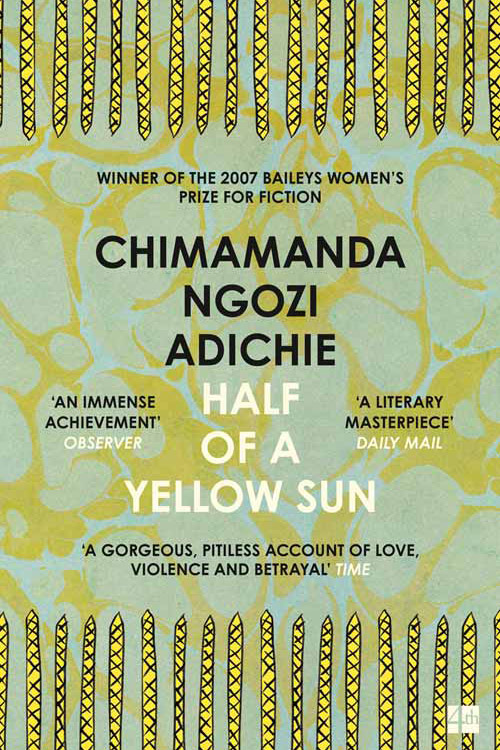 WINNER OF THE 2007 BAILEYS WOMEN'S
PRIZE FOR FICTION
CHIMAMANDA
NGOZI
ADICHIE
HALF
OF A
YELLOW SUN
'AN IMMENSE
ACHIEVEMENT'
OBSERVER
'A LITERARY
MASTERPIECE'
DAILY MAIL
'A GORGEOUS, PITILESS ACCOUNT OF LOVE,
VIOLENCE AND BETRAYAL' TIME
4th